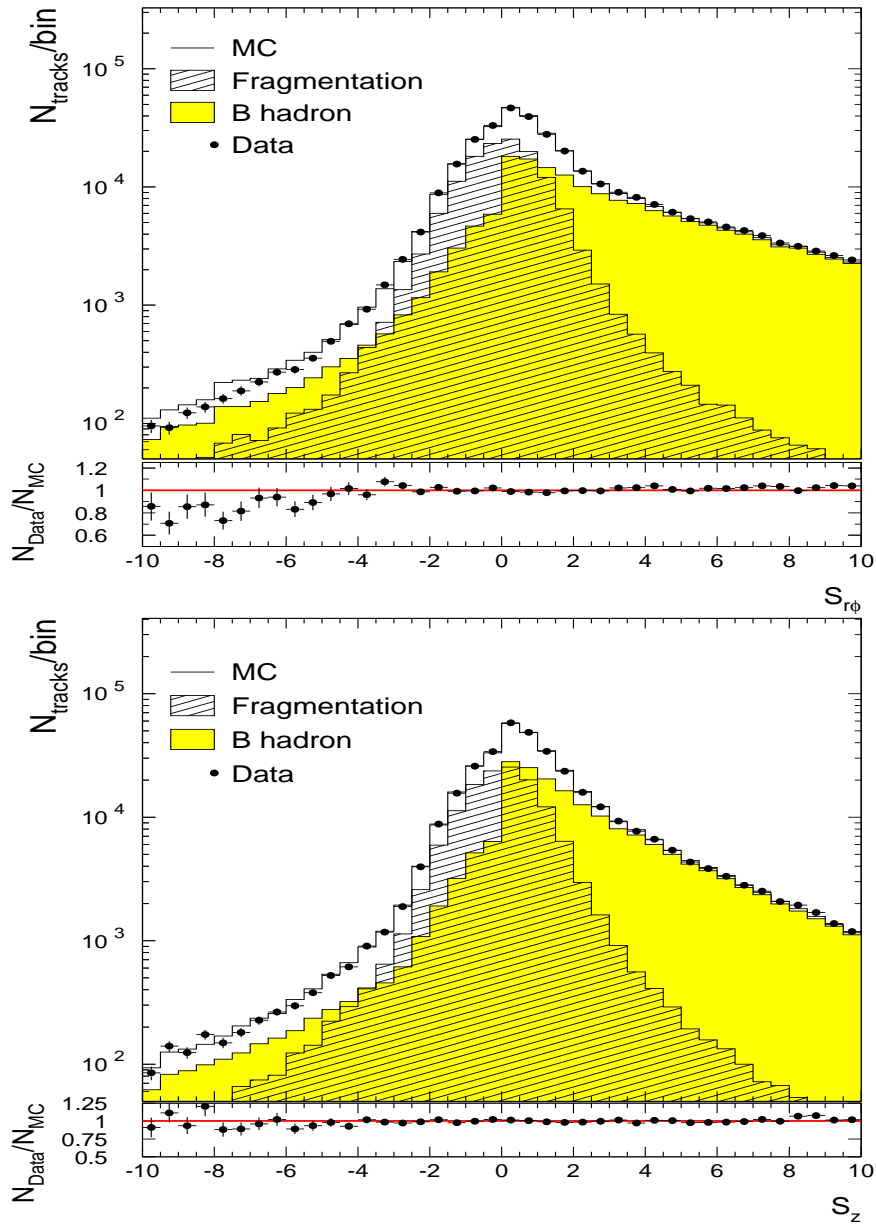 N_tracks/bin
10^5
10^4
10^3
10^2
MC
Fragmentation
B hadron
Data
N_Data/N_MC
1.2
1
0.8
0.6
-10 -8 -6 -4 -2 0 2 4 6 8 10
S_rϕ
N_tracks/bin
10^5
10^4
10^3
10^2
MC
Fragmentation
B hadron
Data
N_Data/N_MC
1.25
1
0.75
0.5
-10 -8 -6 -4 -2 0 2 4 6 8 10
S_z